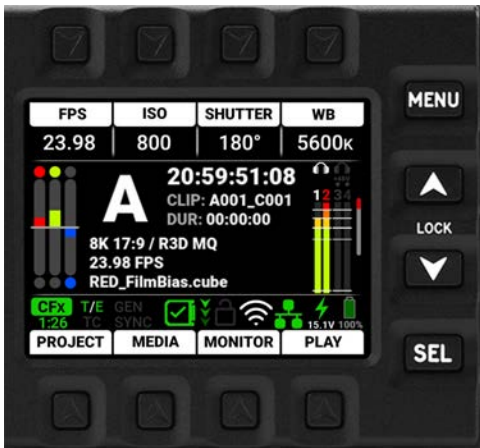 FPS ISO SHUTTER WB
23.98 800 180° 5600K
MENU
20:59:51:08
A
CLIP: A001_C001
DUR: 00:00:00
1 2 3 4
+48V
8K 17:9 / R3D MQ
23.98 FPS
RED_FilmBias.cube
LOCK
CFx T/E GEN
1:26 TC SYNC
15.1V 100%
PROJECT MEDIA MONITOR PLAY
SEL